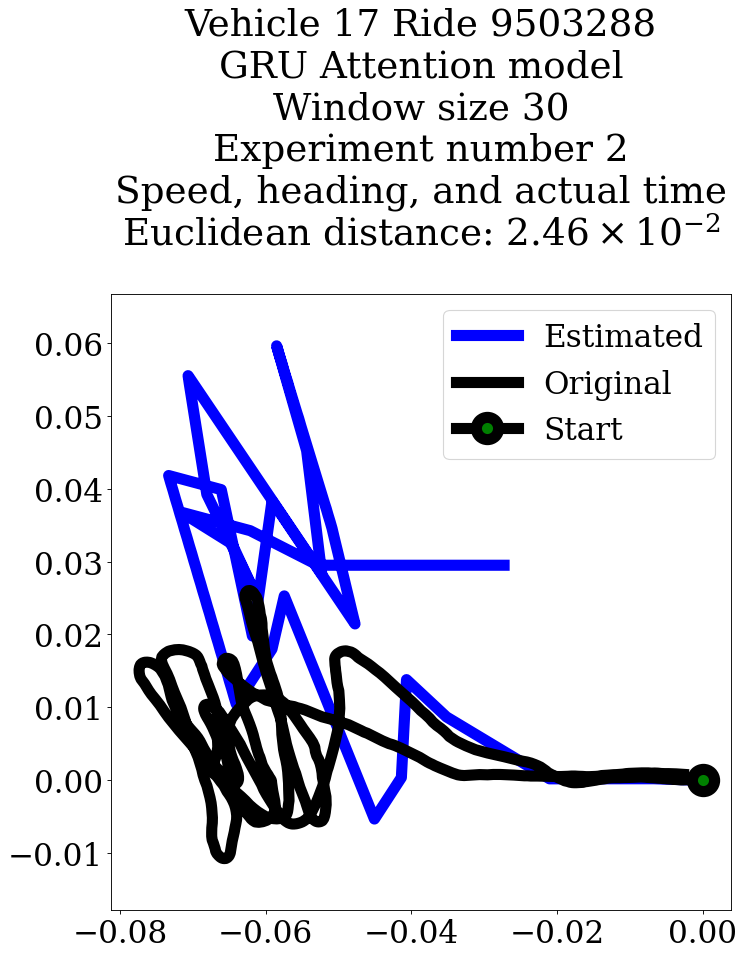 Vehicle 17 Ride 9503288
GRU Attention model
Window size 30
Experiment number 2
Speed, heading, and actual time
Euclidean distance: 2.46 × 10⁻²
Estimated
Original
Start
0.06
0.05
0.04
0.03
0.02
0.01
0.00
−0.01
−0.08 −0.06 −0.04 −0.02 0.00